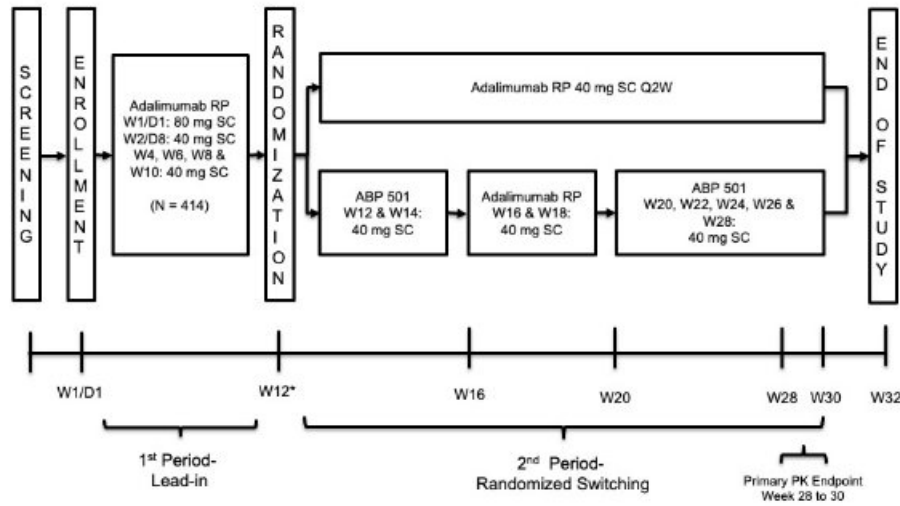 SCREENING
ENROLLMENT
Adalimumab RP
W1/D1: 80 mg SC
W2/D8: 40 mg SC
W4, W6, W8 &
W10: 40 mg SC
(N = 414)
RANDOMIZATION
Adalimumab RP 40 mg SC Q2W
ABP 501
W12 & W14:
40 mg SC
Adalimumab RP
W16 & W18:
40 mg SC
ABP 501
W20, W22, W24, W26 &
W28:
40 mg SC
END OF STUDY
W1/D1
W12*
W16
W20
W28
W30
W32
1st Period-
Lead-in
2nd Period-
Randomized Switching
Primary PK Endpoint
Week 28 to 30